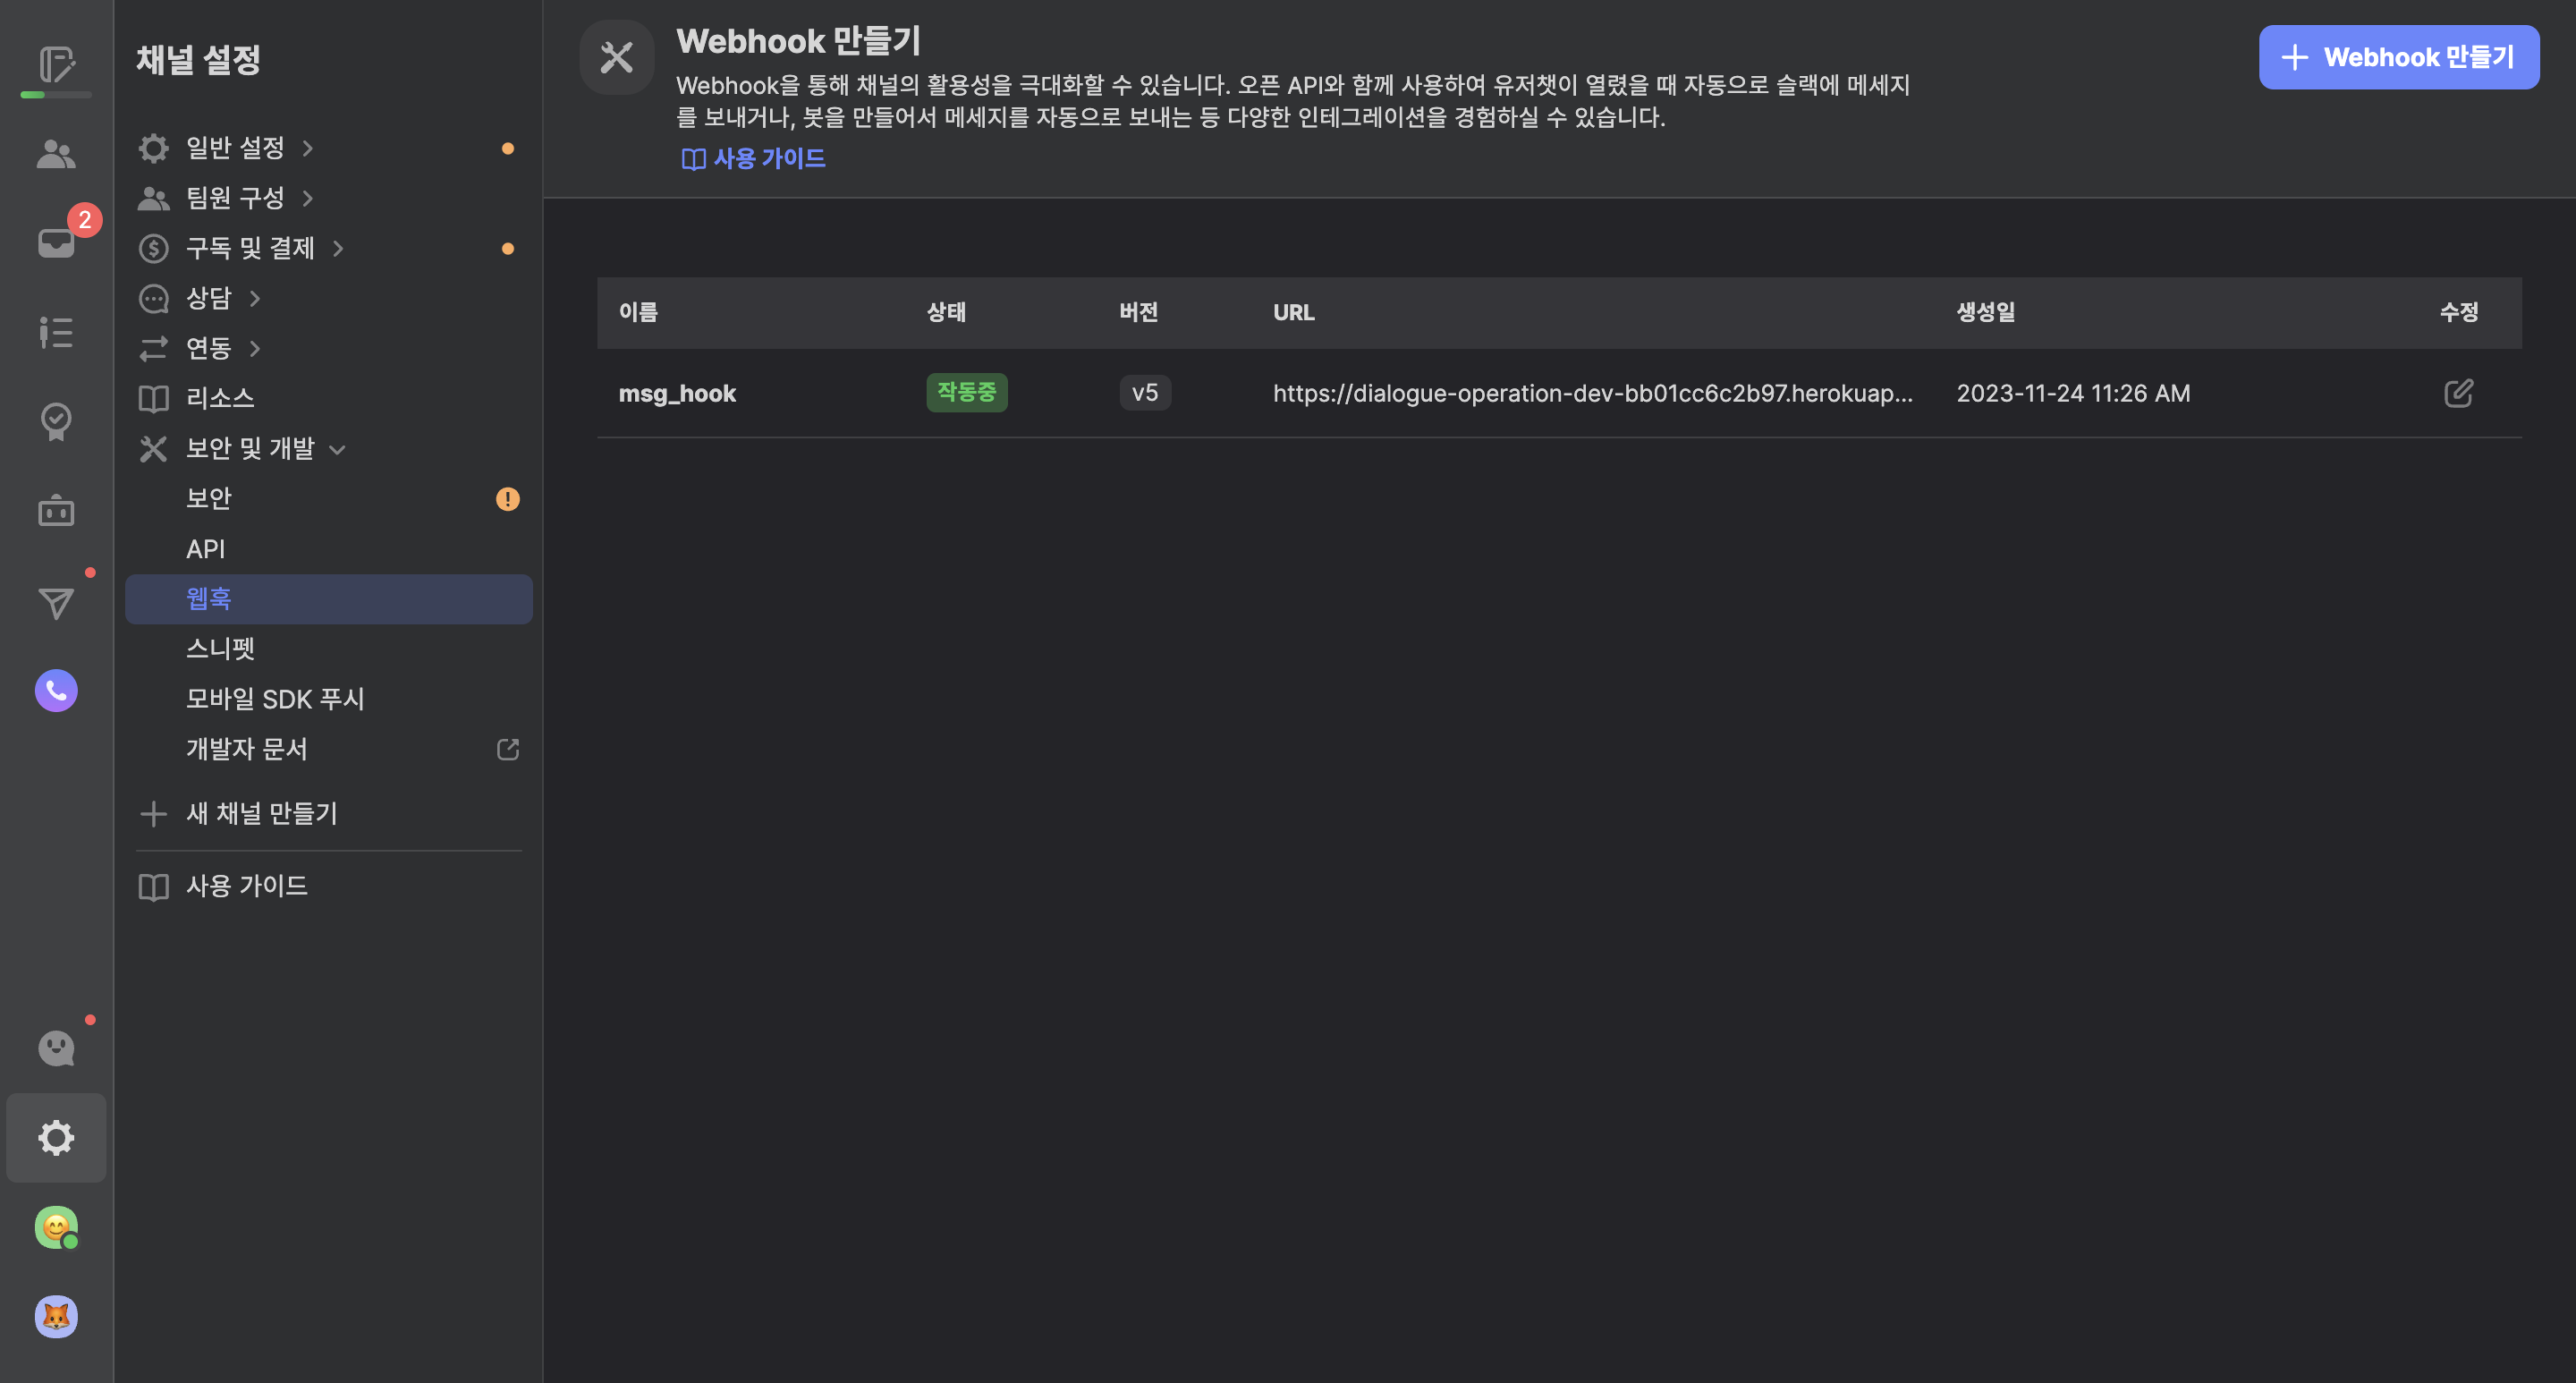 채널 설정
일반 설정
팀원 구성
구독 및 결제
상담
연동
리소스
보안 및 개발
보안
API
웹훅
스니펫
모바일 SDK 푸시
개발자 문서
새 채널 만들기
사용 가이드
2
Webhook 만들기
Webhook을 통해 채널의 활용성을 극대화할 수 있습니다. 오픈 API와 함께 사용하여 유저챗이 열렸을 때 자동으로 슬랙에 메세지
를 보내거나, 봇을 만들어서 메세지를 자동으로 보내는 등 다양한 인테그레이션을 경험하실 수 있습니다.
사용 가이드
Webhook 만들기
이름 상태 버전 URL 생성일 수정
msg_hook 작동중 v5 https://dialogue-operation-dev-bb01cc6c2b97.herokuap... 2023-11-24 11:26 AM